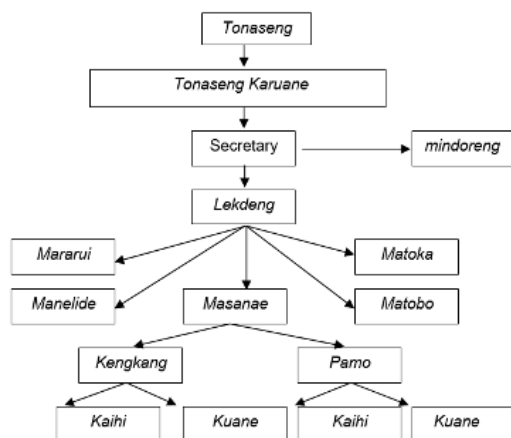 Tonaseng
Tonaseng Karuane
Secretary
mindoreng
Lekdeng
Mararui
Matoka
Manelide
Masanae
Matobo
Kengkang
Pamo
Kaihi
Kuane
Kaihi
Kuane